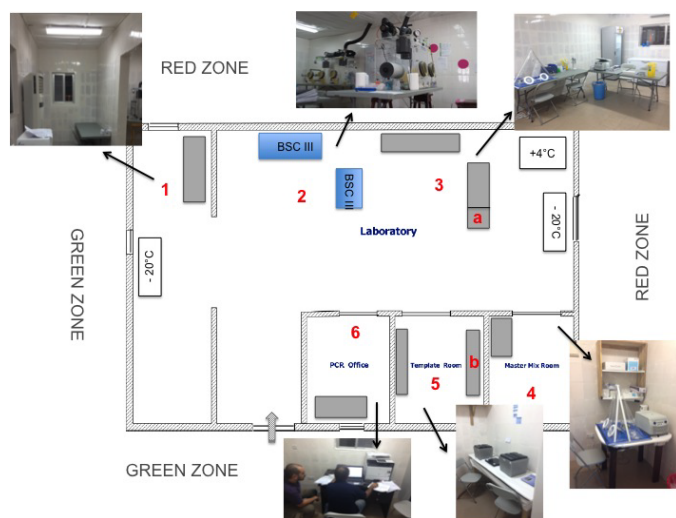 RED ZONE
BSC III
+4°C
1
2
BSC III
3
a
- 20°C
Laboratory
GREEN ZONE
- 20°C
RED ZONE
6
PCR Office
Template Room
b
Master Mix Room
5
4
GREEN ZONE